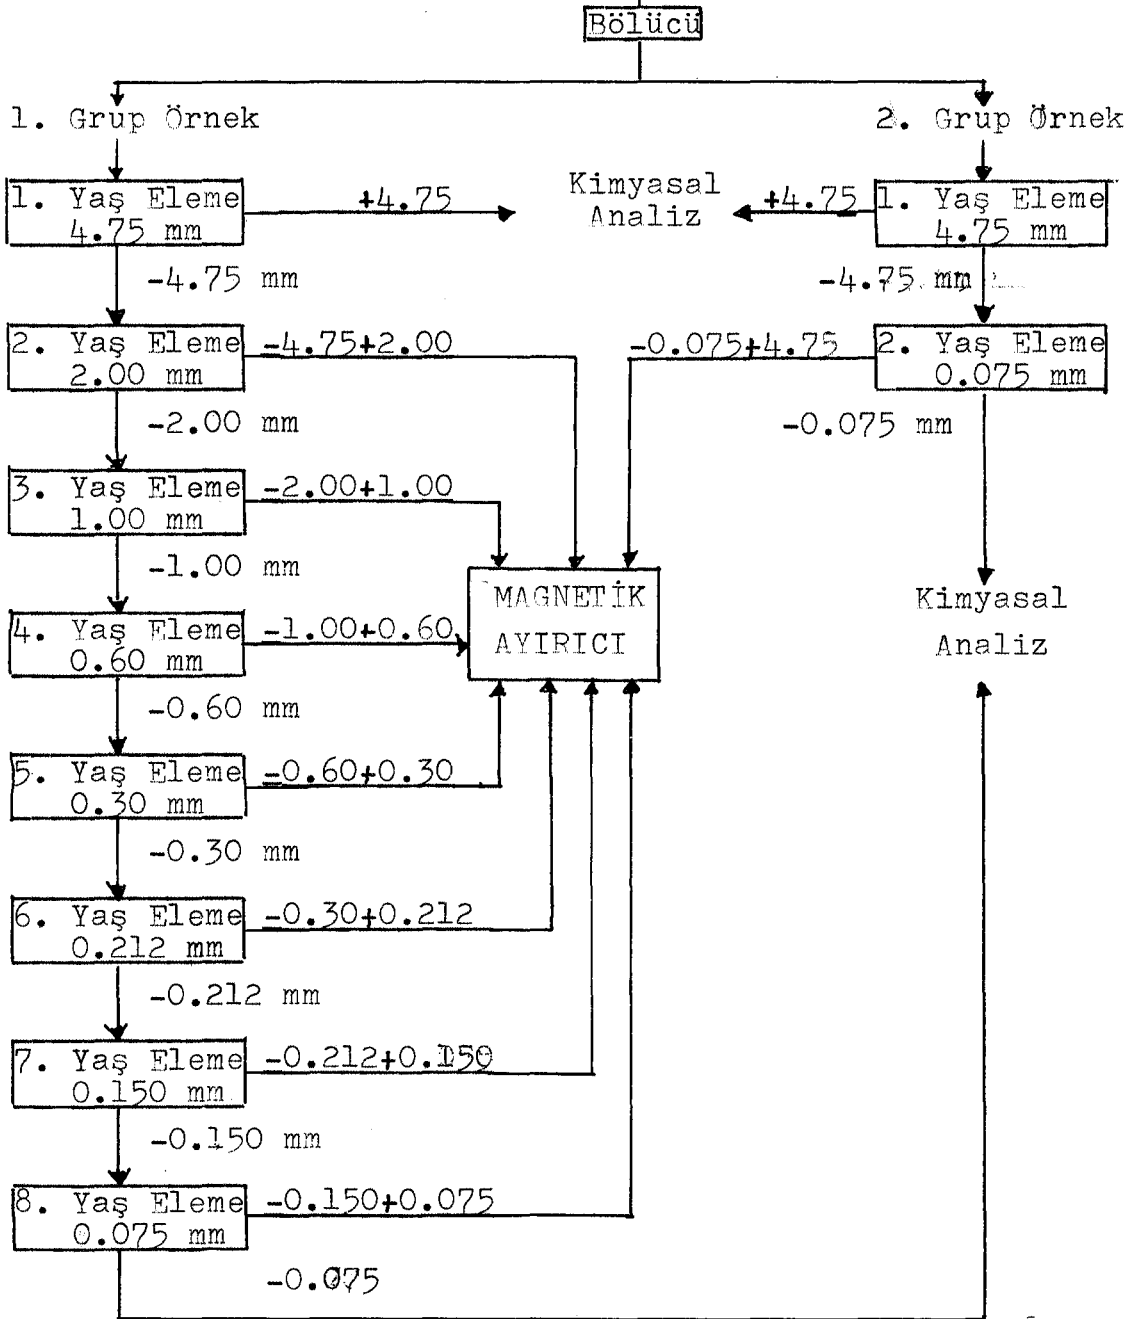 Bölücü
1. Grup Örnek
2. Grup Örnek
1. Yaş Eleme
4.75 mm
+4.75
Kimyasal
Analiz
+4.75
1. Yaş Eleme
4.75 mm
-4.75 mm
-4.75 mm
2. Yaş Eleme
2.00 mm
-4.75+2.00
-0.075+4.75
2. Yaş Eleme
0.075 mm
-2.00 mm
-0.075 mm
3. Yaş Eleme
1.00 mm
-2.00+1.00
-1.00 mm
MAGNETİK
AYIRICI
Kimyasal
Analiz
4. Yaş Eleme
0.60 mm
-1.00+0.60
-0.60 mm
5. Yaş Eleme
0.30 mm
-0.60+0.30
-0.30 mm
6. Yaş Eleme
0.212 mm
-0.30+0.212
-0.212 mm
7. Yaş Eleme
0.150 mm
-0.212+0.150
-0.150 mm
8. Yaş Eleme
0.075 mm
-0.150+0.075
-0.075